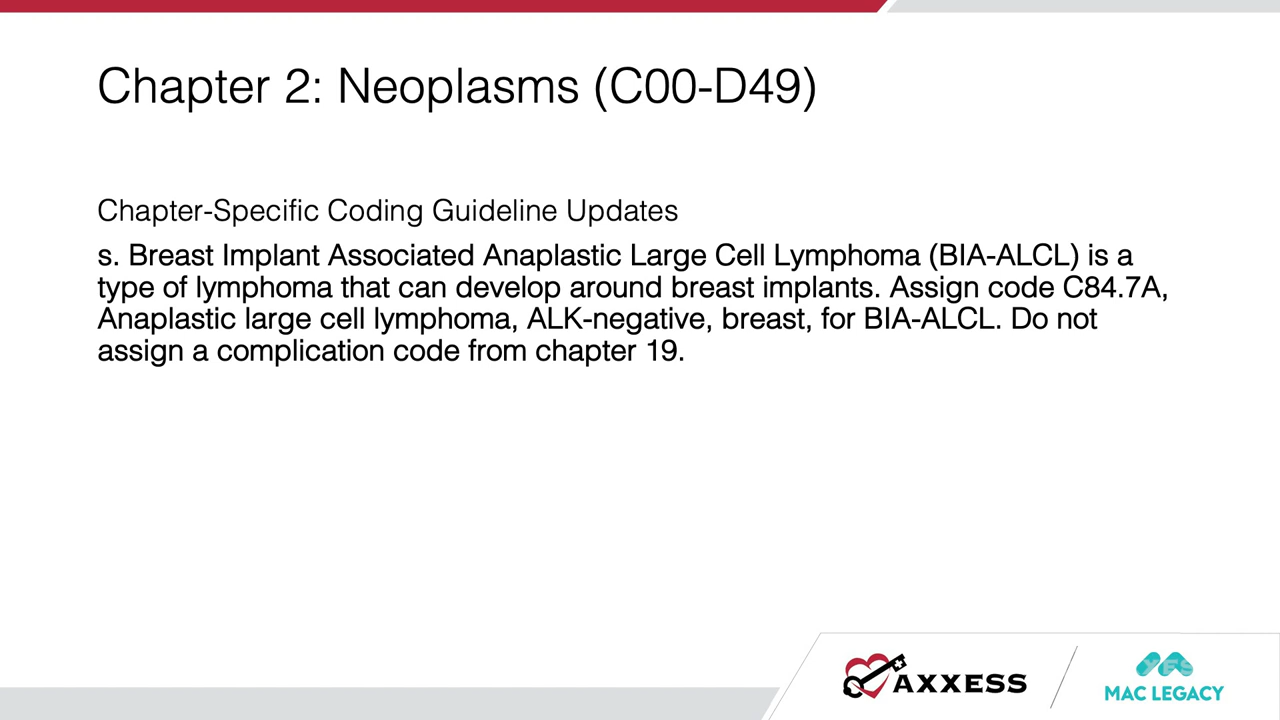 Chapter 2: Neoplasms (C00-D49)
Chapter-Specific Coding Guideline Updates
s. Breast Implant Associated Anaplastic Large Cell Lymphoma (BIA-ALCL) is a
type of lymphoma that can develop around breast implants. Assign code C84.7A,
Anaplastic large cell lymphoma, ALK-negative, breast, for BIA-ALCL. Do not
assign a complication code from chapter 19.
AXXESS
MAC LEGACY